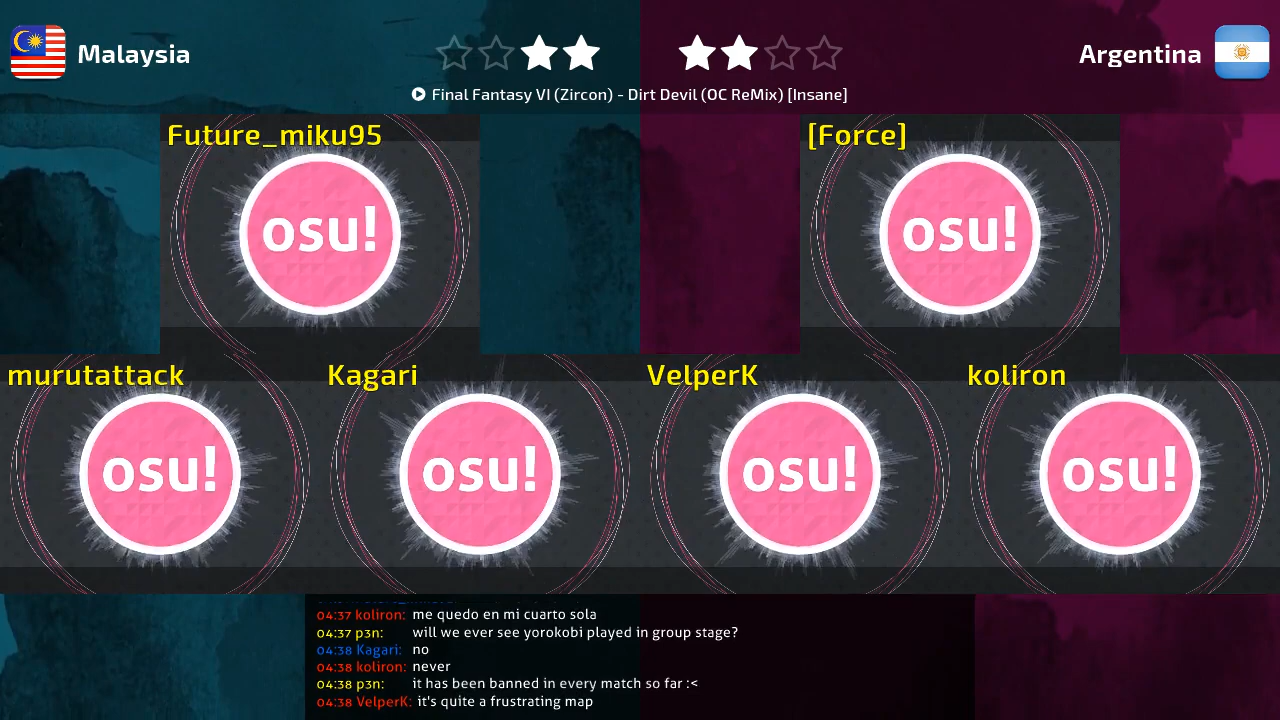 Malaysia
Argentina
Final Fantasy VI (Zircon) - Dirt Devil (OC ReMix) [Insane]
Future_miku95
[Force]
osu!
osu!
murutattack
Kagari
VelperK
koliron
osu!
osu!
osu!
osu!
04:37 koliron: me quedo en mi cuarto sola
04:37 p3n: will we ever see yorokobi played in group stage?
04:38 Kagari: no
04:38 koliron: never
04:38 p3n: it has been banned in every match so far :<
04:38 VelperK: it's quite a frustrating map